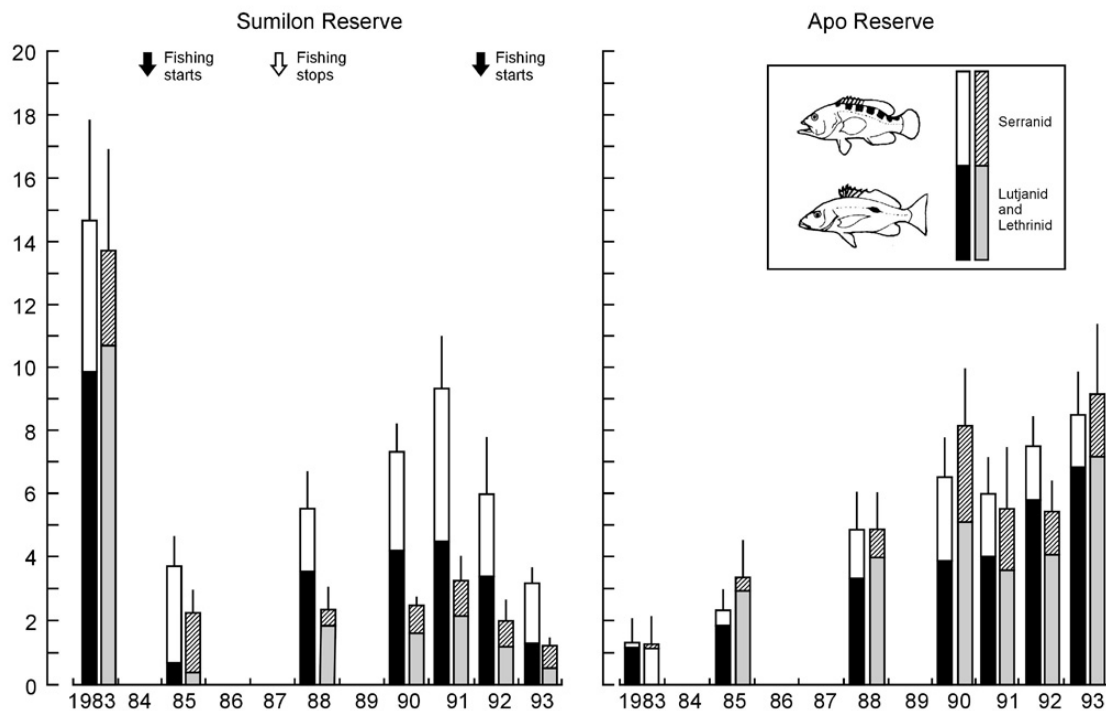 Sumilon Reserve
Apo Reserve
Fishing
starts
Fishing
stops
Fishing
starts
Serranid
Lutjanid
and
Lethrinid
20
18
16
14
12
10
8
6
4
2
0
1983 84 85 86 87 88 89 90 91 92 93
1983 84 85 86 87 88 89 90 91 92 93